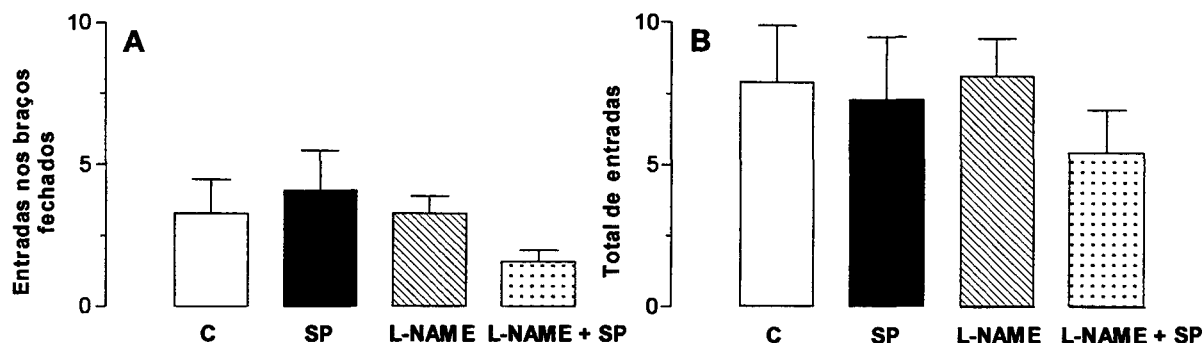 A
Entradas nos braços
fechados
10
5
0
C
SP
L-NAME
L-NAME + SP
B
Total de entradas
10
5
0
C
SP
L-NAME
L-NAME + SP